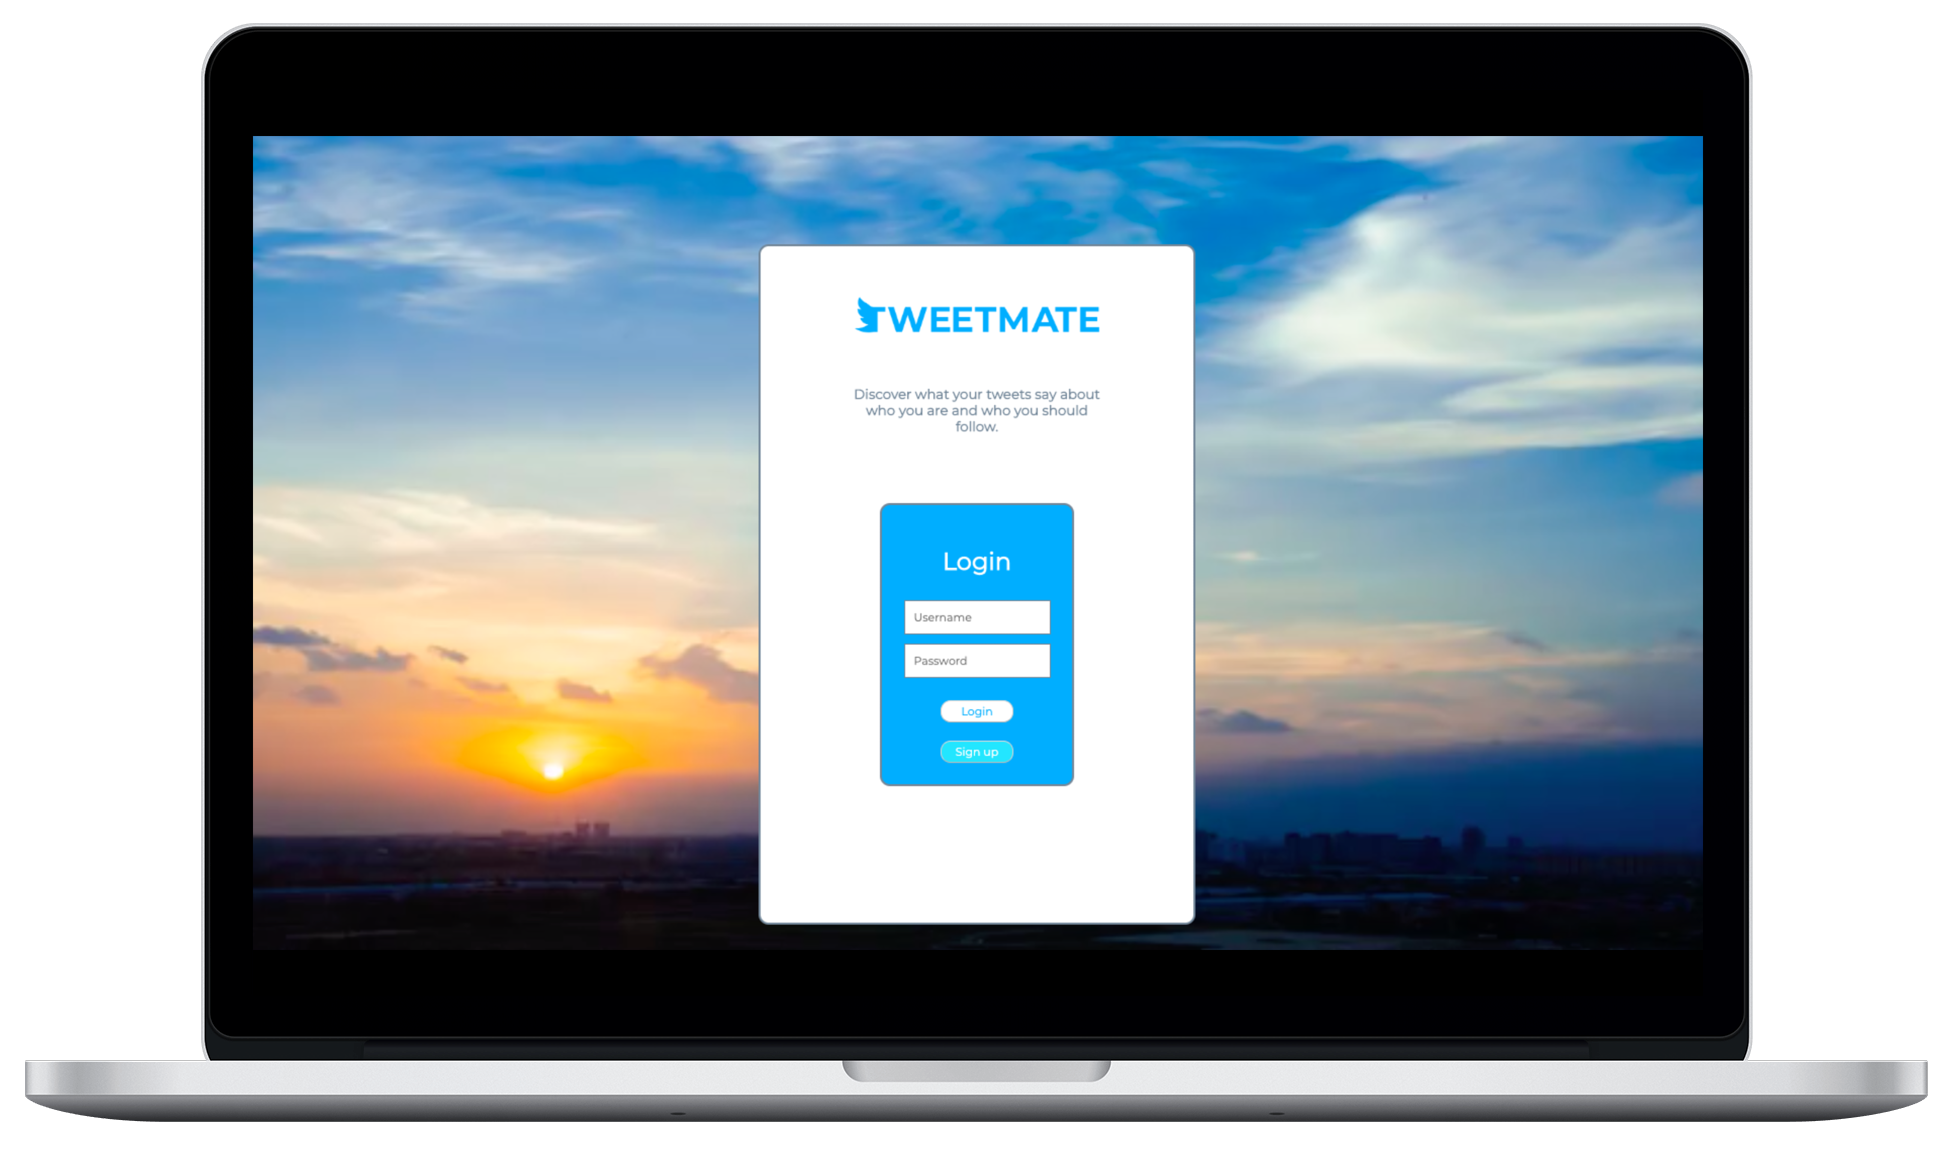 TWEETMATE
Discover what your tweets say about
who you are and who you should
follow.
Login
Username
Password
Login
Sign up